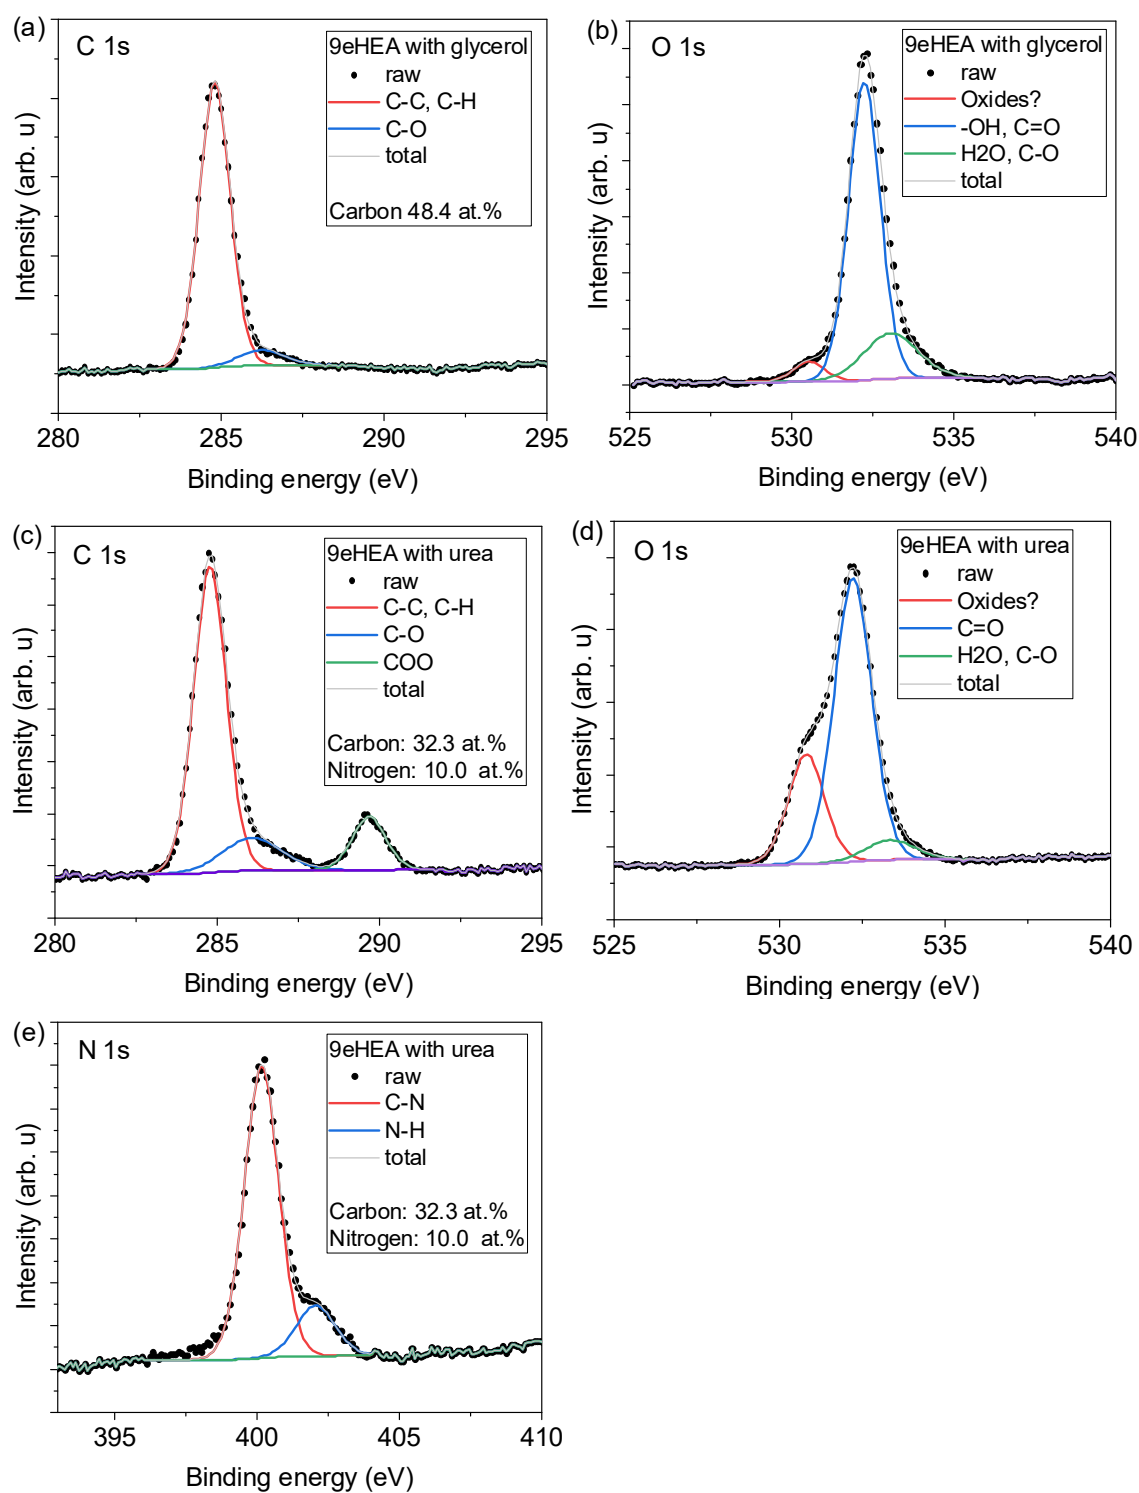 (a)
C 1s
9eHEA with glycerol
raw
C-C, C-H
C-O
total
Carbon 48.4 at.%
Intensity (arb. u)
280
285
290
295
Binding energy (eV)
(b)
O 1s
9eHEA with glycerol
raw
Oxides?
-OH, C=O
H2O, C-O
total
Intensity (arb. u)
525
530
535
540
Binding energy (eV)
(c)
C 1s
9eHEA with urea
raw
C-C, C-H
C-O
COO
total
Carbon: 32.3 at.%
Nitrogen: 10.0 at.%
Intensity (arb. u)
280
285
290
295
Binding energy (eV)
(d)
O 1s
9eHEA with urea
raw
Oxides?
C=O
H2O, C-O
total
Intensity (arb. u)
525
530
535
540
Binding energy (eV)
(e)
N 1s
9eHEA with urea
raw
C-N
N-H
total
Carbon: 32.3 at.%
Nitrogen: 10.0 at.%
Intensity (arb. u)
395
400
405
410
Binding energy (eV)